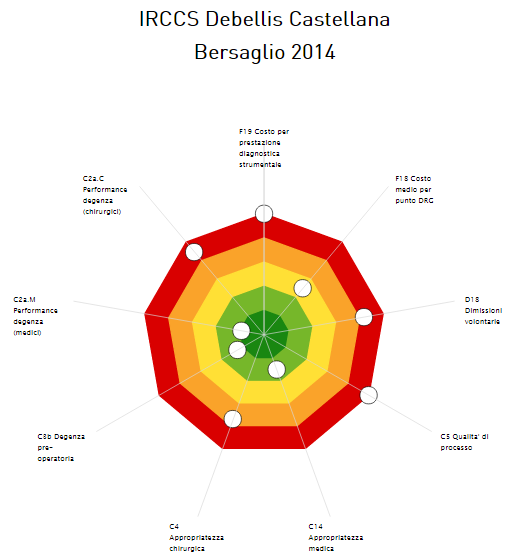 IRCCS Debellis Castellana
Bersaglio 2014
F19 Costo per
prestazione
diagnostica
strumentale
C2a.C
Performance
degenza
(chirurgici)
F18 Costo
medio per
punto DRG
C2a.M
Performance
degenza
(medici)
D18
Dimissioni
volontarie
C3b Degenza
pre-
operatoria
C5 Qualita' di
processo
C4
Appropriatezza
chirurgica
C14
Appropriatezza
medica